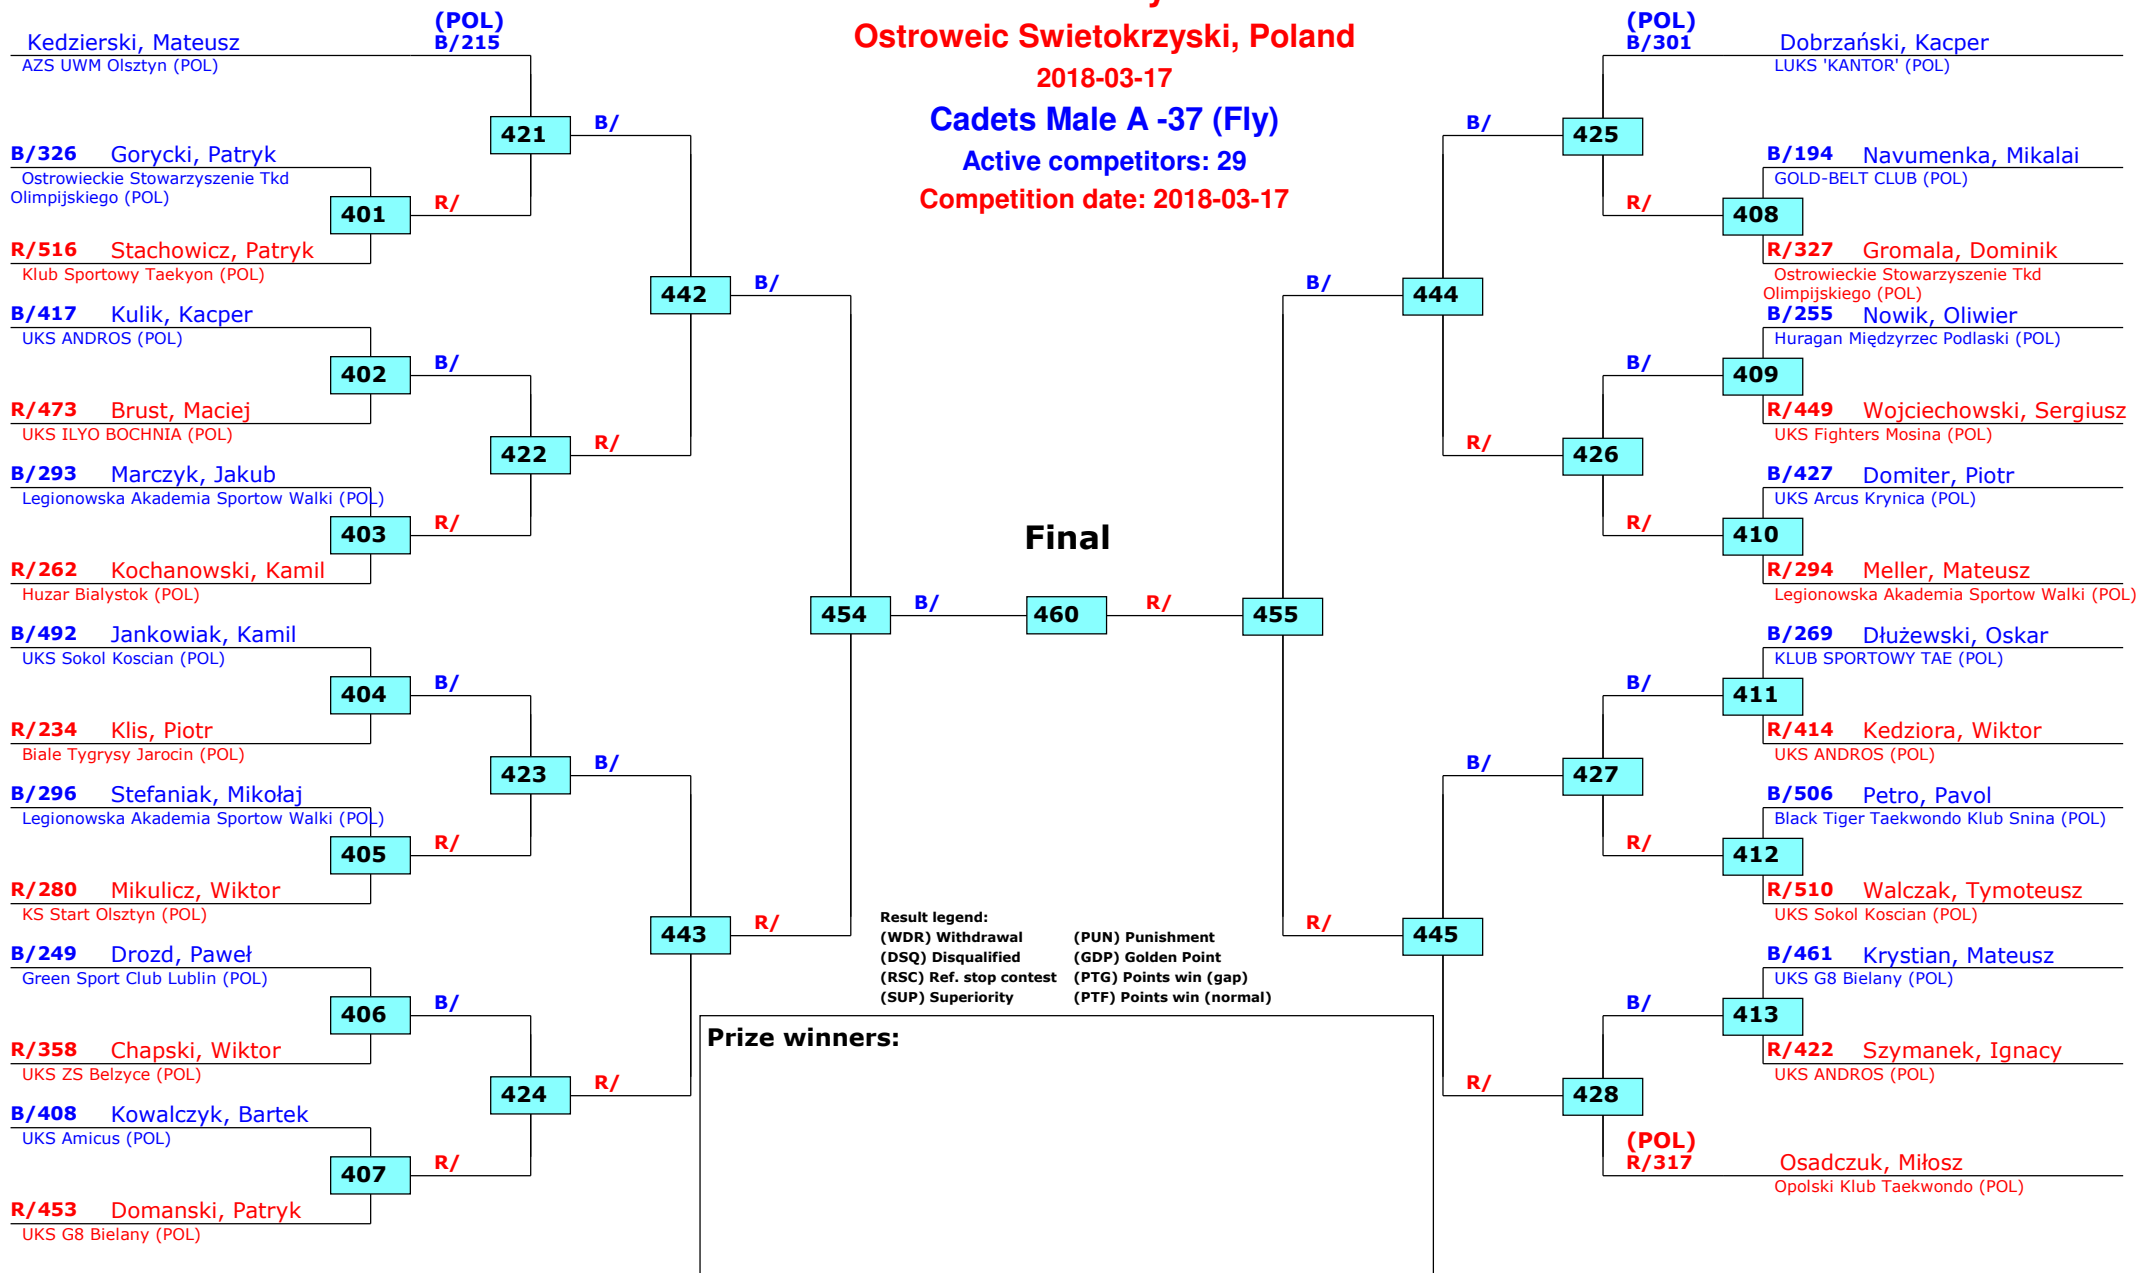 Ostroweic Swietokrzyski, Poland
2018-03-17
Cadets Male A -37 (Fly)
Active competitors: 29
Competition date: 2018-03-17
(POL)
Kedzierski, Mateusz B/215
AZS UWM Olsztyn (POL)
421 B/
B/326 Gorycki, Patryk
Ostrowieckie Stowarzyszenie Tkd
Olimpijskiego (POL)
401 R/
R/516 Stachowicz, Patryk
Klub Sportowy Taekyon (POL)
442 B/
B/417 Kulik, Kacper
UKS ANDROS (POL)
402 B/
R/473 Brust, Maciej
UKS ILYO BOCHNIA (POL)
422 R/
B/293 Marczyk, Jakub
Legionowska Akademia Sportow Walki (POL)
403 R/
R/262 Kochanowski, Kamil
Huzar Bialystok (POL)
454 B/
B/492 Jankowiak, Kamil
UKS Sokol Koscian (POL)
404 B/
R/234 Klis, Piotr
Biale Tygrysy Jarocin (POL)
423 B/
B/296 Stefaniak, Mikołaj
Legionowska Akademia Sportow Walki (POL)
405 R/
R/280 Mikulicz, Wiktor
KS Start Olsztyn (POL)
443 R/
B/249 Drozd, Paweł
Green Sport Club Lublin (POL)
406 B/
R/358 Chapski, Wiktor
UKS ZS Belzyce (POL)
424 R/
B/408 Kowalczyk, Bartek
UKS Amicus (POL)
407 R/
R/453 Domanski, Patryk
UKS G8 Bielany (POL)
Final
460
(POL)
B/301 Dobrzański, Kacper
LUKS 'KANTOR' (POL)
B/ 425
B/194 Navumenka, Mikalai
GOLD-BELT CLUB (POL)
R/ 408
R/327 Gromala, Dominik
Ostrowieckie Stowarzyszenie Tkd
Olimpijskiego (POL)
B/ 444
B/255 Nowik, Oliwier
Huragan Międzyrzec Podlaski (POL)
B/ 409
R/449 Wojciechowski, Sergiusz
UKS Fighters Mosina (POL)
R/ 426
B/427 Domiter, Piotr
UKS Arcus Krynica (POL)
R/ 410
R/294 Meller, Mateusz
Legionowska Akademia Sportow Walki (POL)
R/ 455
B/269 Dłużewski, Oskar
KLUB SPORTOWY TAE (POL)
B/ 411
R/414 Kedziora, Wiktor
UKS ANDROS (POL)
B/ 427
B/506 Petro, Pavol
Black Tiger Taekwondo Klub Snina (POL)
R/ 412
R/510 Walczak, Tymoteusz
UKS Sokol Koscian (POL)
R/ 445
B/461 Krystian, Mateusz
UKS G8 Bielany (POL)
B/ 413
R/422 Szymanek, Ignacy
UKS ANDROS (POL)
R/ 428
(POL)
R/317 Osadczuk, Miłosz
Opolski Klub Taekwondo (POL)
Result legend:
(WDR) Withdrawal (PUN) Punishment
(DSQ) Disqualified (GDP) Golden Point
(RSC) Ref. stop contest (PTG) Points win (gap)
(SUP) Superiority (PTF) Points win (normal)
Prize winners: